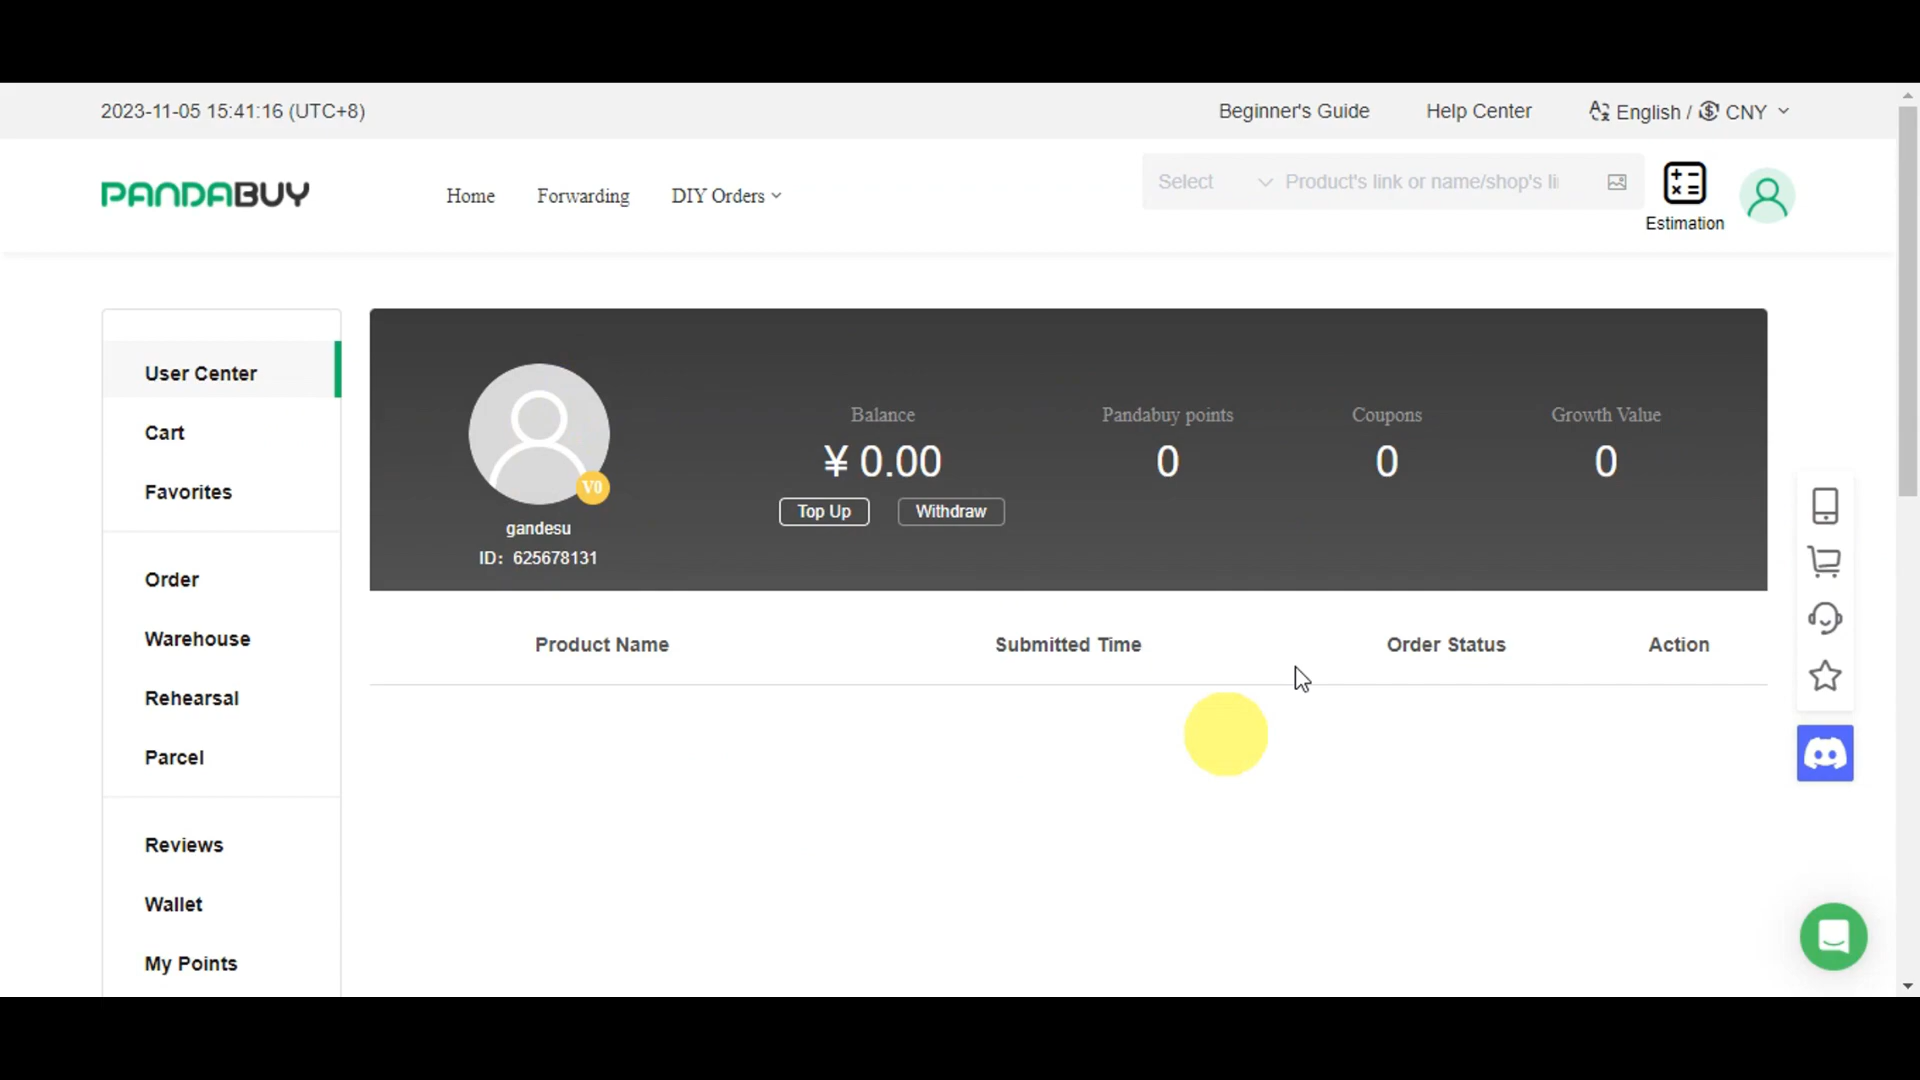 2023-11-05 15:41:16 (UTC+8)
Beginner's Guide
Help Center
English / CNY
PANDABUY
Home
Forwarding
DIY Orders
Select
Product's link or name/shop's li
Estimation
User Center
Cart
Favorites
Order
Warehouse
Rehearsal
Parcel
Reviews
Wallet
My Points
V0
gandesu
ID: 625678131
Balance
¥ 0.00
Top Up
Withdraw
Pandabuy points
0
Coupons
0
Growth Value
0
Product Name
Submitted Time
Order Status
Action